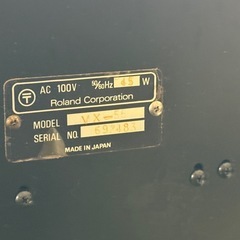 〒 AC 100V 50/60Hz 45 W
Roland Corporation
MODEL
SERIAL NO.
MADE IN JAPAN